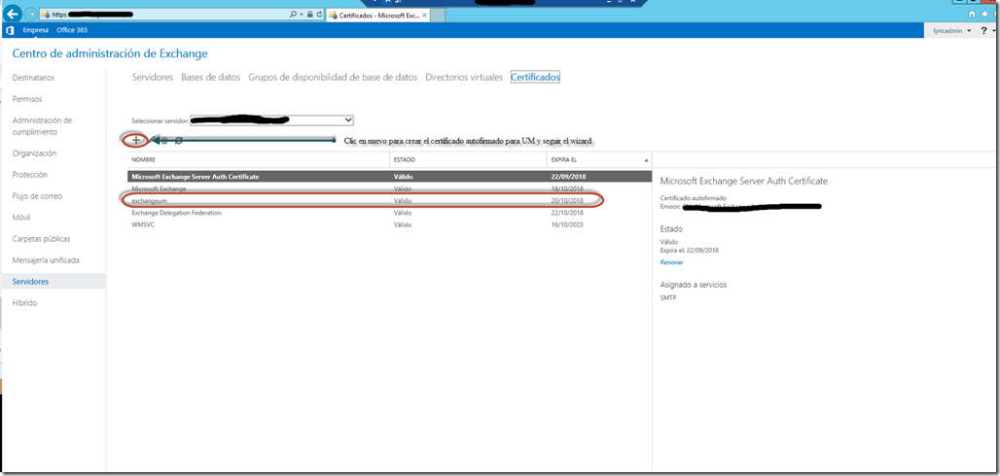 https:
Certificados - Microsoft Exc...
Empresa Office 365
lyncadmin
?
Centro de administración de Exchange
Destinatarios
Permisos
Administración de
cumplimiento
Organización
Protección
Flujo de correo
Móvil
Carpetas públicas
Mensajería unificada
Servidores
Híbrido
Servidores Bases de datos Grupos de disponibilidad de base de datos Directorios virtuales Certificados
Seleccionar servidor:
Clic en nuevo para crear el certificado autofirmado para UM y seguir el wizard
NOMBRE ESTADO EXPIRA EL
Microsoft Exchange Server Auth Certificate Válido 22/09/2018
Microsoft Exchange Válido 18/10/2018
exchangeum Válido 20/10/2018
Exchange Delegation Federation Válido 22/10/2018
WMSVC Válido 16/10/2023
Microsoft Exchange Server Auth Certificate
Certificado autofirmado
Emisor:
Estado
Válido
Expira el: 22/09/2018
Renovar
Asignado a servicios
SMTP